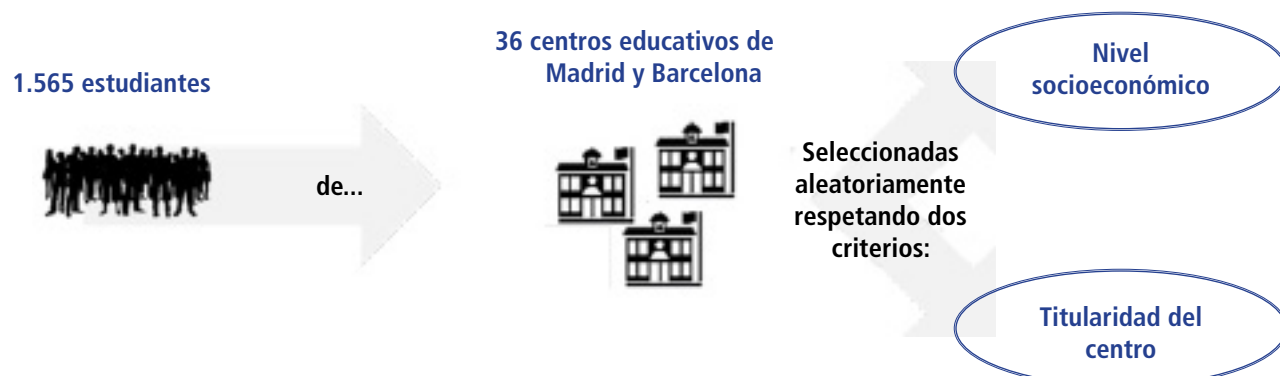 1.565 estudiantes
de...
36 centros educativos de
Madrid y Barcelona
Seleccionadas
aleatoriamente
respetando dos
criterios:
Nivel
socioeconómico
Titularidad del
centro